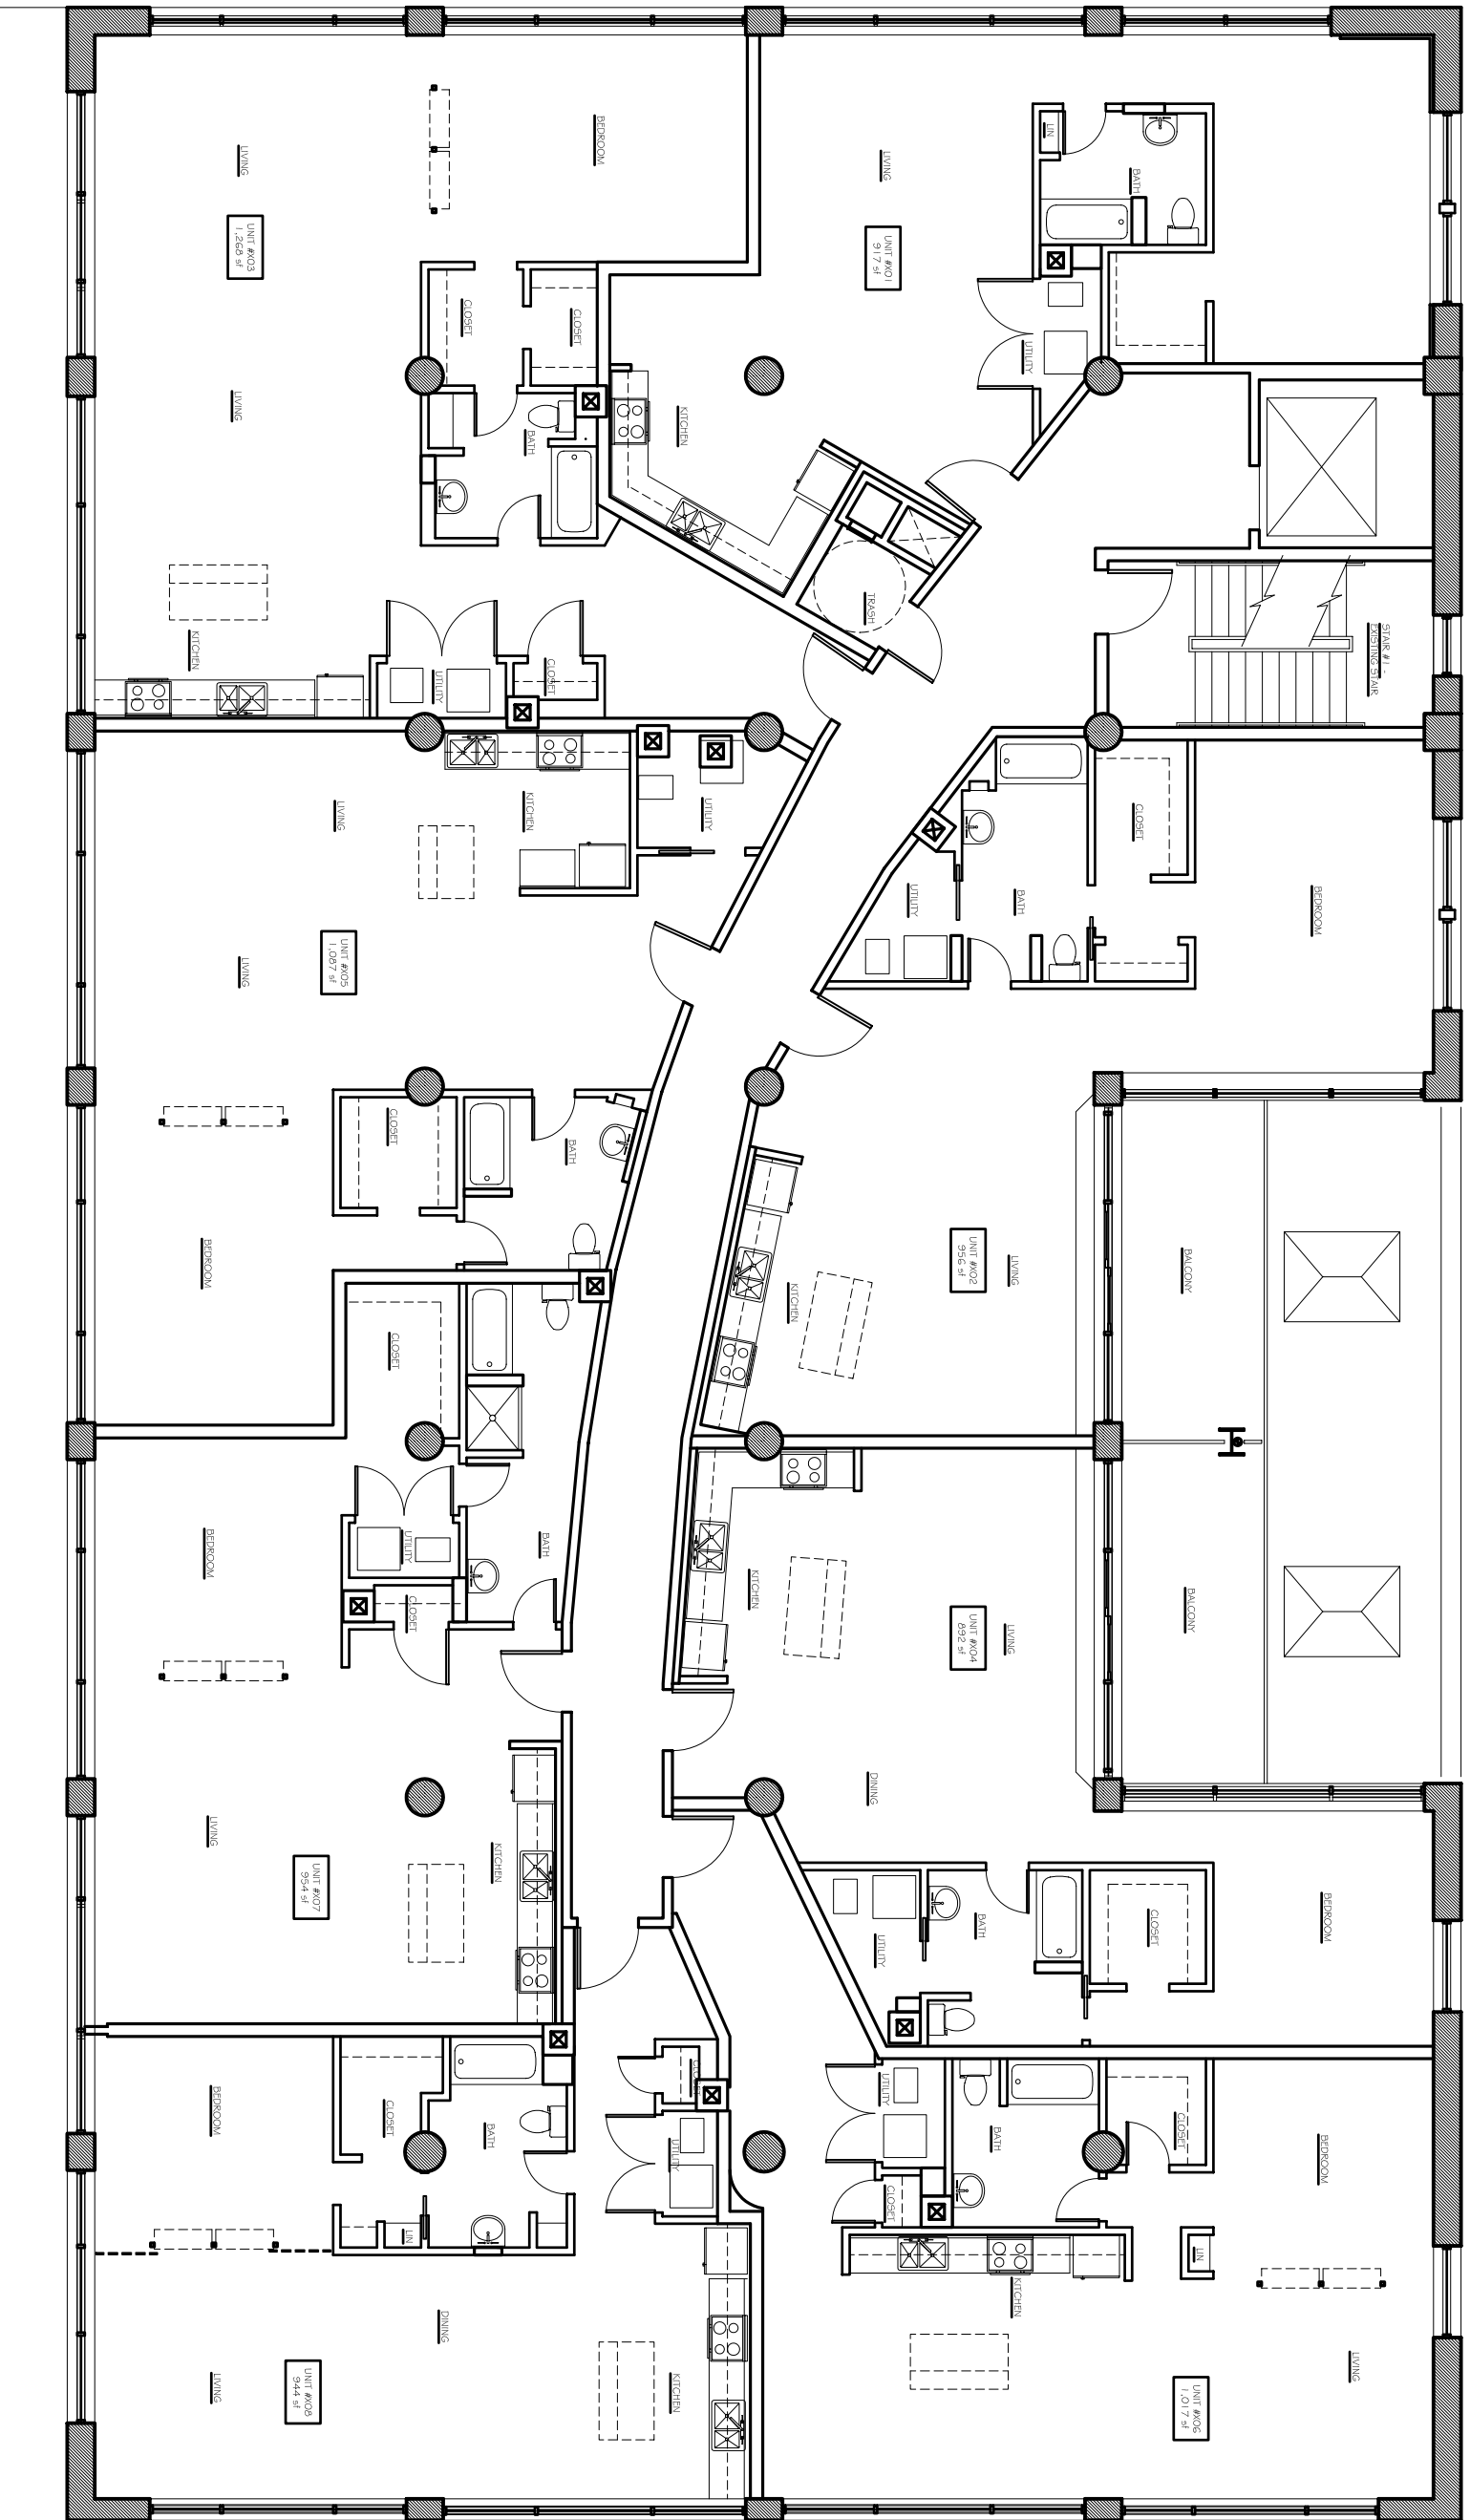 BEDROOM
LIVING
UNIT #X03
1,268 sf
CLOSET
CLOSET
LIVING
BATH
KITCHEN
UTILITY
CLOSET
LIN
BATH
LIVING
UNIT #X01
917 sf
UTILITY
KITCHEN
TRASH
STAIR #1 -
EXISTING STAIR
LIVING
KITCHEN
UTILITY
UNIT #X05
1,087 sf
LIVING
CLOSET
BATH
BEDROOM
CLOSET
BEDROOM
BATH
UTILITY
UNIT #X02
956 sf
LIVING
KITCHEN
BALCONY
CLOSET
BATH
BEDROOM
UTILITY
CLOSET
LIVING
KITCHEN
UNIT #X07
954 sf
KITCHEN
UNIT #X04
892 sf
LIVING
BALCONY
DINING
BEDROOM
CLOSET
BATH
UTILITY
BEDROOM
CLOSET
BATH
CLOSET
UTILITY
LIN
DINING
LIVING
UNIT #X08
944 sf
KITCHEN
UTILITY
BATH
CLOSET
BEDROOM
CLOSET
LIN
KITCHEN
LIVING
UNIT #X06
1,017 sf